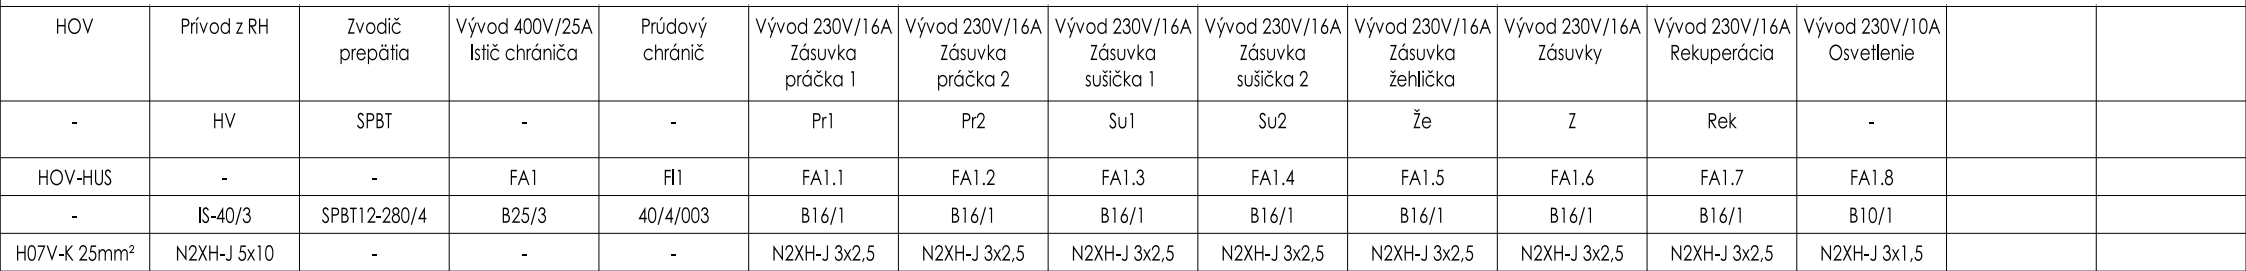 HOV	Prívod z RH	Zvodič prepätia	Vývod 400V/25A Istič chrániča	Prúdový chránič	Vývod 230V/16A Zásuvka práčka 1	Vývod 230V/16A Zásuvka práčka 2	Vývod 230V/16A Zásuvka sušička 1	Vývod 230V/16A Zásuvka sušička 2	Vývod 230V/16A Zásuvka žehlička	Vývod 230V/16A Zásuvky	Vývod 230V/16A Rekuperácia	Vývod 230V/10A Osvetlenie
-	HV	SPBT	-	-	Pr1	Pr2	Su1	Su2	Že	Z	Rek	-
HOV-HUS	-	-	FA1	FI1	FA1.1	FA1.2	FA1.3	FA1.4	FA1.5	FA1.6	FA1.7	FA1.8
-	IS-40/3	SPBT12-280/4	B25/3	40/4/003	B16/1	B16/1	B16/1	B16/1	B16/1	B16/1	B16/1	B10/1
H07V-K 25mm²	N2XH-J 5x10	-	-	-	N2XH-J 3x2,5	N2XH-J 3x2,5	N2XH-J 3x2,5	N2XH-J 3x2,5	N2XH-J 3x2,5	N2XH-J 3x2,5	N2XH-J 3x2,5	N2XH-J 3x1,5